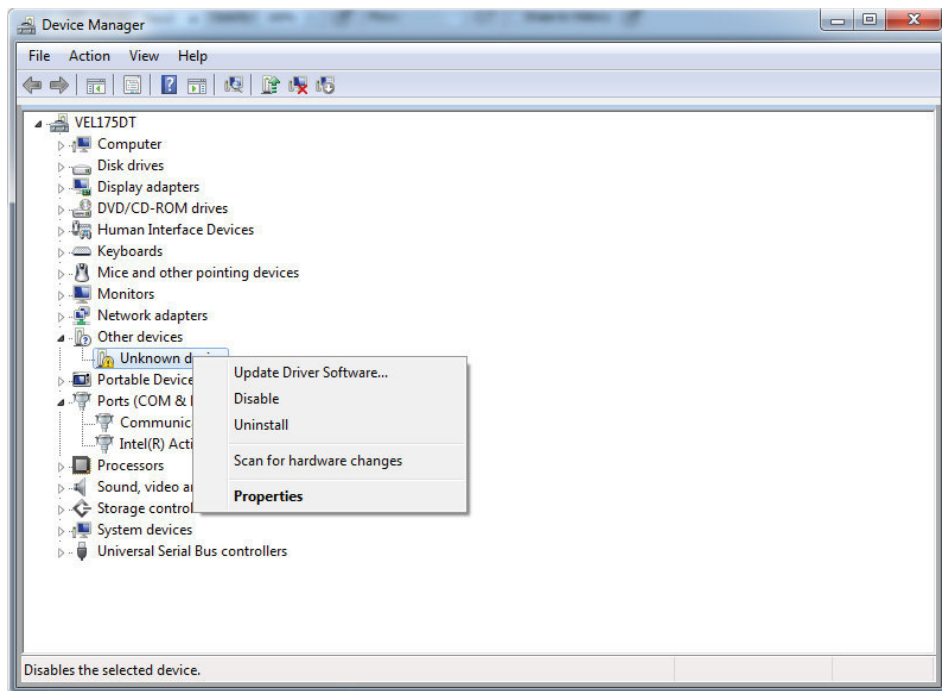 Device Manager
File Action View Help
VEL175DT
Computer
Disk drives
Display adapters
DVD/CD-ROM drives
Human Interface Devices
Keyboards
Mice and other pointing devices
Monitors
Network adapters
Other devices
Unknown
Portable Device
Ports (COM &
Communic
Intel(R) Acti
Processors
Sound, video
Storage control
System devices
Universal Serial Bus controllers
Update Driver Software...
Disable
Uninstall
Scan for hardware changes
Properties
Disables the selected device.